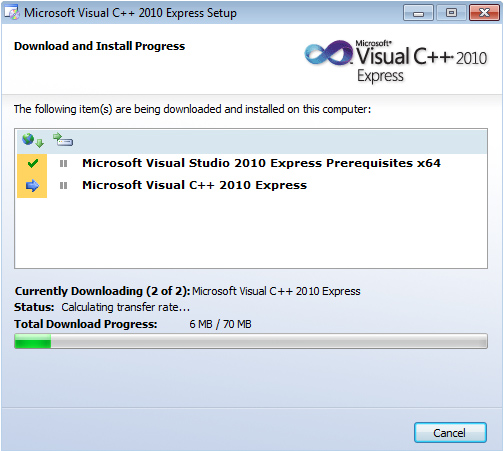 Microsoft Visual C++ 2010 Express Setup
Download and Install Progress
Microsoft®
Visual C++ 2010
Express
The following item(s) are being downloaded and installed on this computer:
Microsoft Visual Studio 2010 Express Prerequisites x64
Microsoft Visual C++ 2010 Express
Currently Downloading (2 of 2): Microsoft Visual C++ 2010 Express
Status: Calculating transfer rate...
Total Download Progress: 6 MB / 70 MB
Cancel